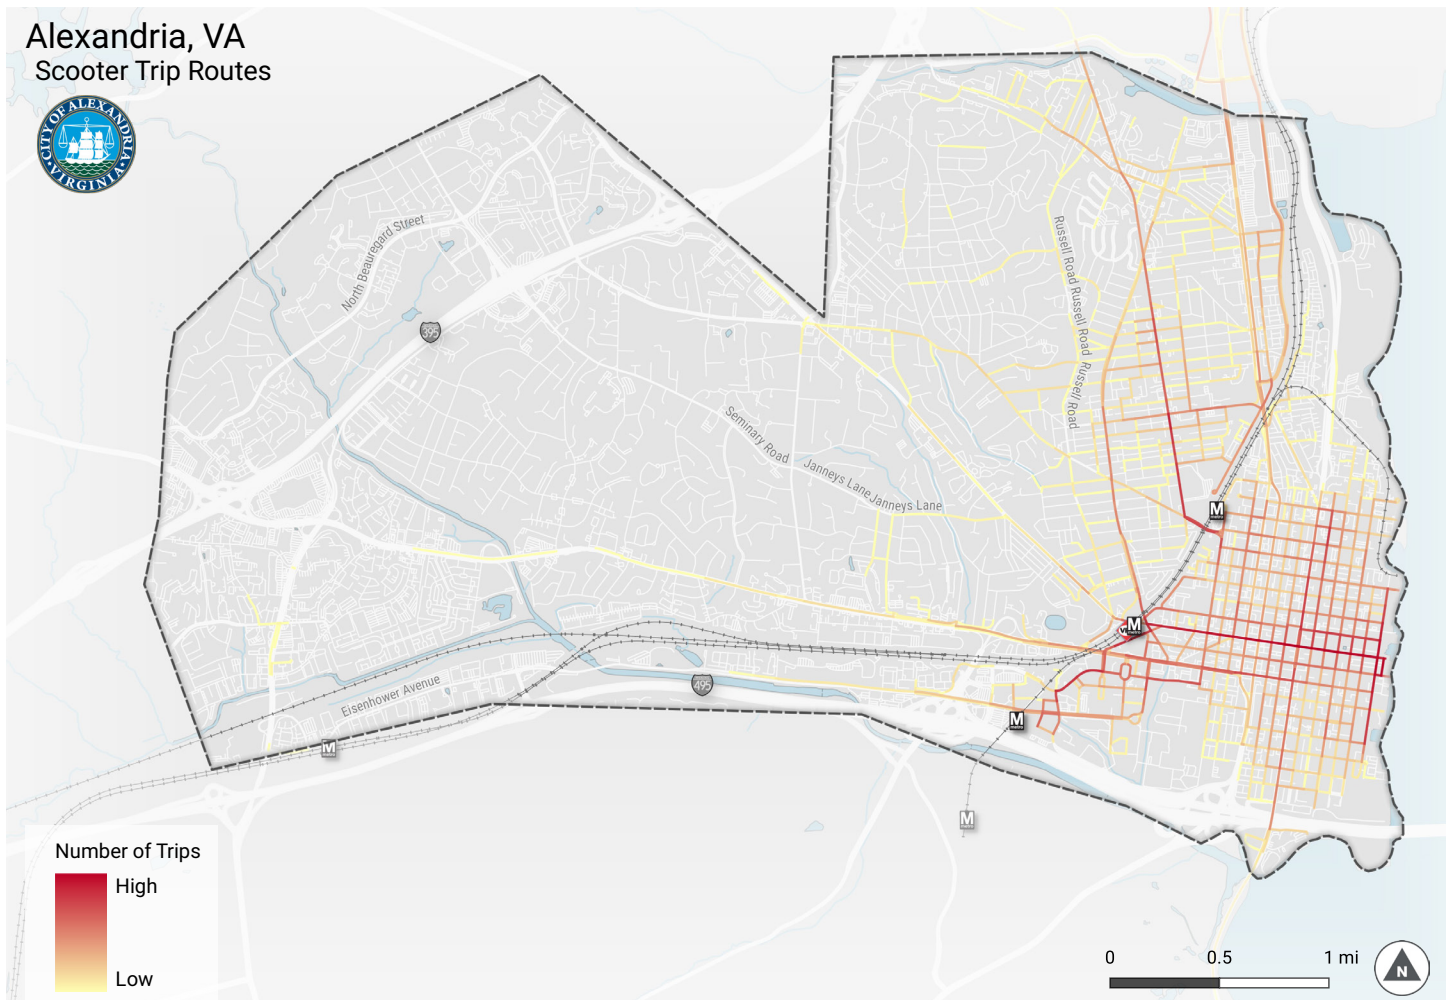 Alexandria, VA
Scooter Trip Routes
CITY OF ALEXANDRIA
VIRGINIA
North Beauregard Street
495
Russell Road Russell Road Russell Road
Seminary Road
Janneys Lane Janneys Lane
M
M
M
Eisenhower Avenue
495
M
M
Number of Trips
High
Low
0 0.5 1 mi
N